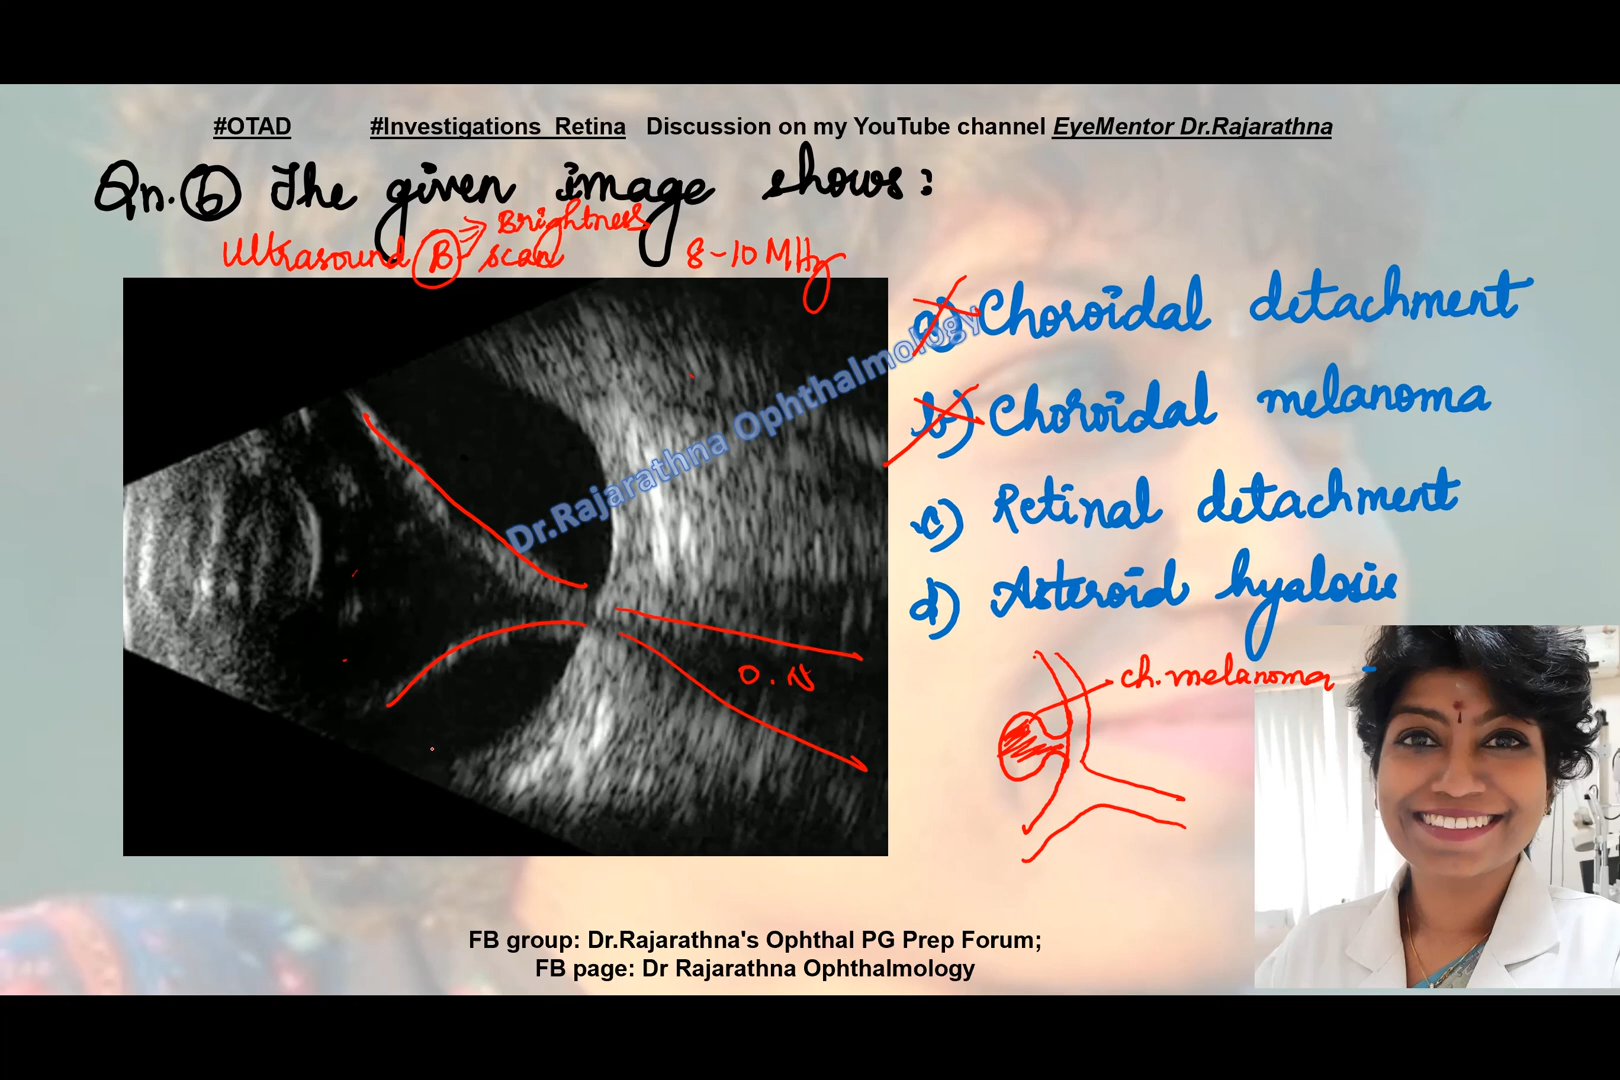 #OTAD #Investigations_Retina Discussion on my YouTube channel EyeMentor Dr.Rajarathna
Qn. 6 The given image shows:
Brightness
Ultrasound B scan 8-10 MHz
a) Choroidal detachment
b) Choroidal melanoma
c) Retinal detachment
d) Asteroid hyalosis
Dr.Rajarathna Ophthalmology
O.N
ch. melanoma -
FB group: Dr.Rajarathna's Ophthal PG Prep Forum;
FB page: Dr Rajarathna Ophthalmology